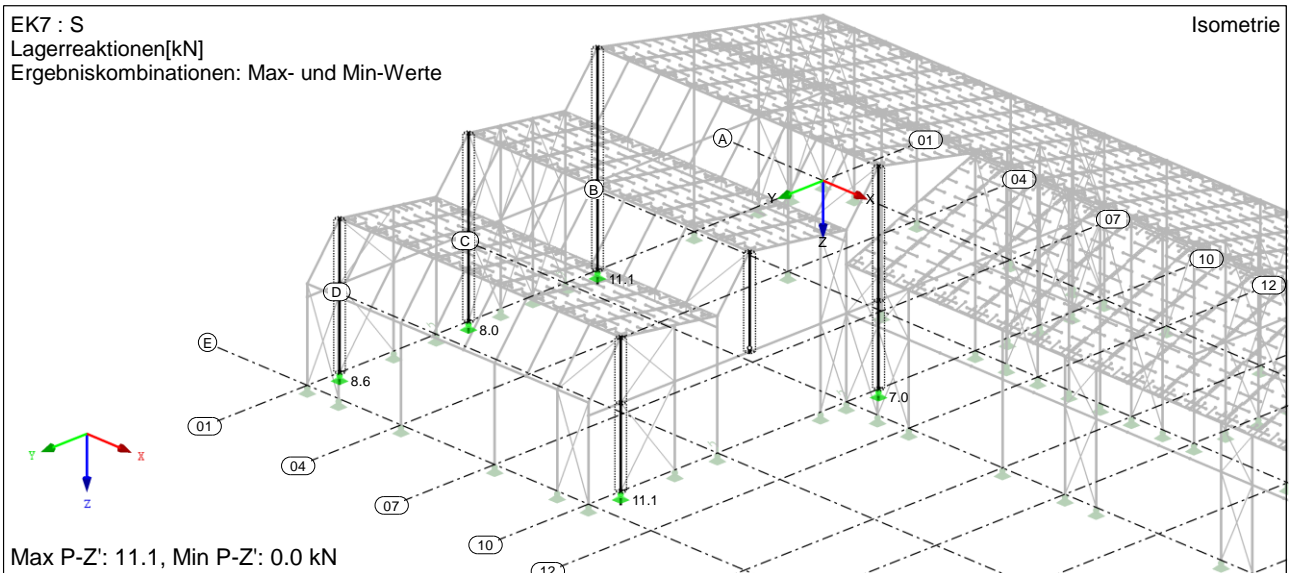 EK7 : S
Isometrie
Lagerreaktionen[kN]
Ergebniskombinationen: Max- und Min-Werte
A
01
04
B
Y
X
07
Z
C
10
11.1
12
D
8.0
E
8.6
7.0
01
Y
X
04
Z
11.1
07
10
12
Max P-Z': 11.1, Min P-Z': 0.0 kN